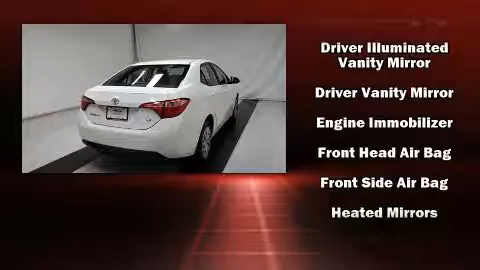 Driver Illuminated
Vanity Mirror
Driver Vanity Mirror
Engine Immobilizer
Front Head Air Bag
Front Side Air Bag
Heated Mirrors